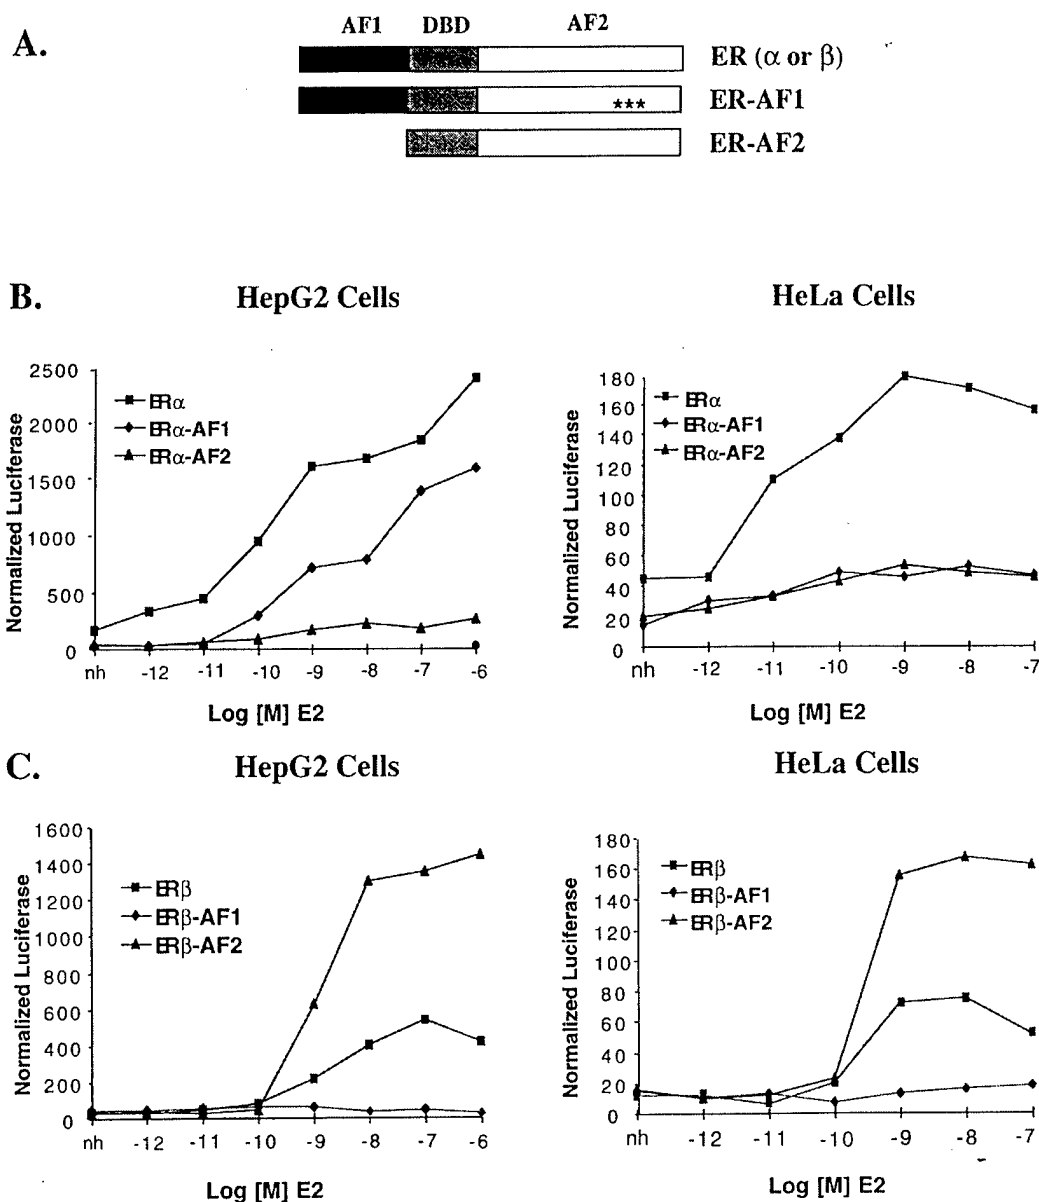 A.
AF1 DBD AF2
ER (α or β)
*** ER-AF1
ER-AF2
B.
HepG2 Cells
Normalized Luciferase
2500
2000
1500
1000
500
0
ERα
ERα-AF1
ERα-AF2
nh -12 -11 -10 -9 -8 -7 -6
Log [M] E2
HeLa Cells
Normalized Luciferase
180
160
140
120
100
80
60
40
20
0
ERα
ERα-AF1
ERα-AF2
nh -12 -11 -10 -9 -8 -7
Log [M] E2
C.
HepG2 Cells
Normalized Luciferase
1600
1400
1200
1000
800
600
400
200
0
ERβ
ERβ-AF1
ERβ-AF2
nh -12 -11 -10 -9 -8 -7 -6
Log [M] E2
HeLa Cells
Normalized Luciferase
180
160
140
120
100
80
60
40
20
0
ERβ
ERβ-AF1
ERβ-AF2
nh -12 -11 -10 -9 -8 -7
Log [M] E2